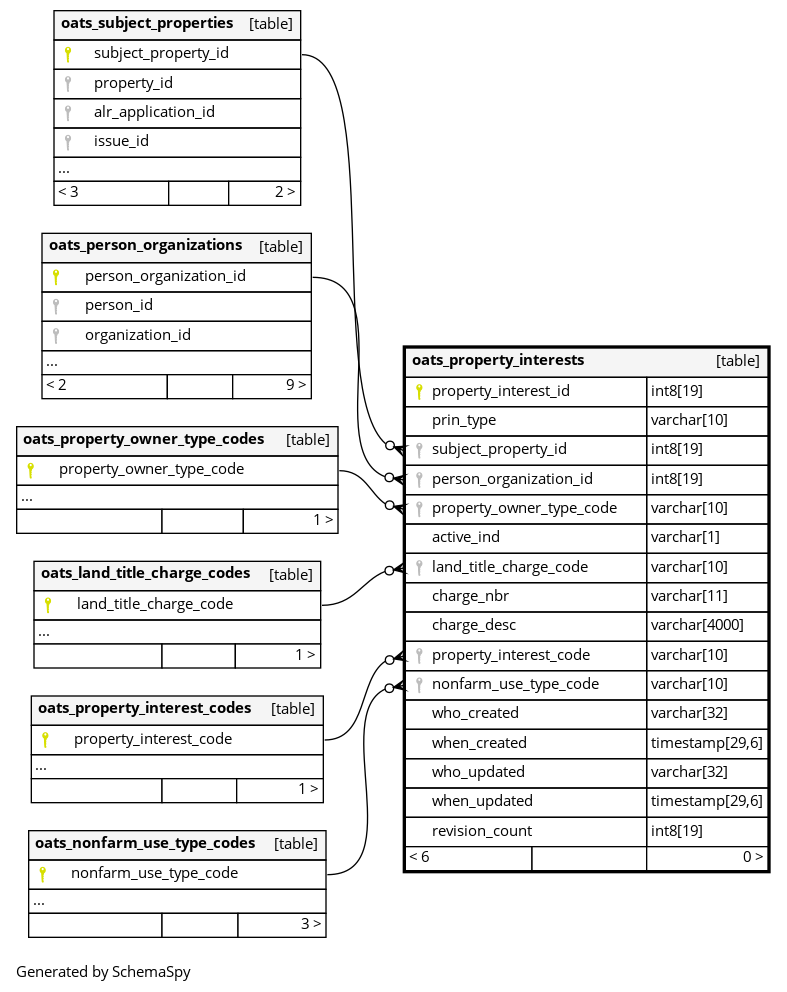 oats_subject_properties [table]
subject_property_id
property_id
alr_application_id
issue_id
...
< 3 2 >
oats_person_organizations [table]
person_organization_id
person_id
organization_id
...
< 2 9 >
oats_property_owner_type_codes [table]
property_owner_type_code
...
1 >
oats_land_title_charge_codes [table]
land_title_charge_code
...
1 >
oats_property_interest_codes [table]
property_interest_code
...
1 >
oats_nonfarm_use_type_codes [table]
nonfarm_use_type_code
...
3 >
oats_property_interests [table]
property_interest_id int8[19]
prin_type varchar[10]
subject_property_id int8[19]
person_organization_id int8[19]
property_owner_type_code varchar[10]
active_ind varchar[1]
land_title_charge_code varchar[10]
charge_nbr varchar[11]
charge_desc varchar[4000]
property_interest_code varchar[10]
nonfarm_use_type_code varchar[10]
who_created varchar[32]
when_created timestamp[29,6]
who_updated varchar[32]
when_updated timestamp[29,6]
revision_count int8[19]
< 6 0 >
Generated by SchemaSpy